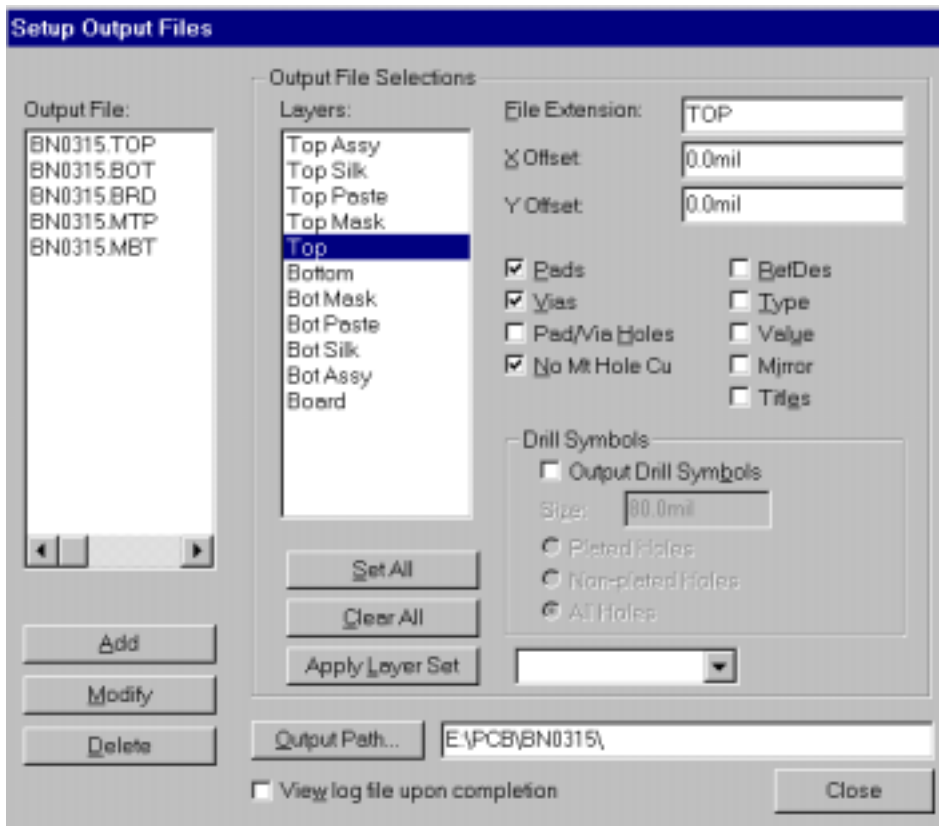 Setup Output Files
Output File:
BN0315.TOP
BN0315.BOT
BN0315.BRD
BN0315.MTP
BN0315.MBT
Add
Modify
Delete
Output File Selections
Layers:
Top Assy
Top Silk
Top Paste
Top Mask
Top
Bottom
Bot Mask
Bot Paste
Bot Silk
Bot Assy
Board
Set All
Clear All
Apply Layer Set
File Extension:
TOP
X Offset:
0.0mil
Y Offset:
0.0mil
Pads
Vias
Pad/Via Holes
No Mt Hole Cu
RefDes
Type
Value
Mirror
Titles
Drill Symbols
Output Drill Symbols
Size:
80.0mil
Plated Holes
Non-plated Holes
All Holes
Output Path...
E:\PCB\BN0315\
View log file upon completion
Close